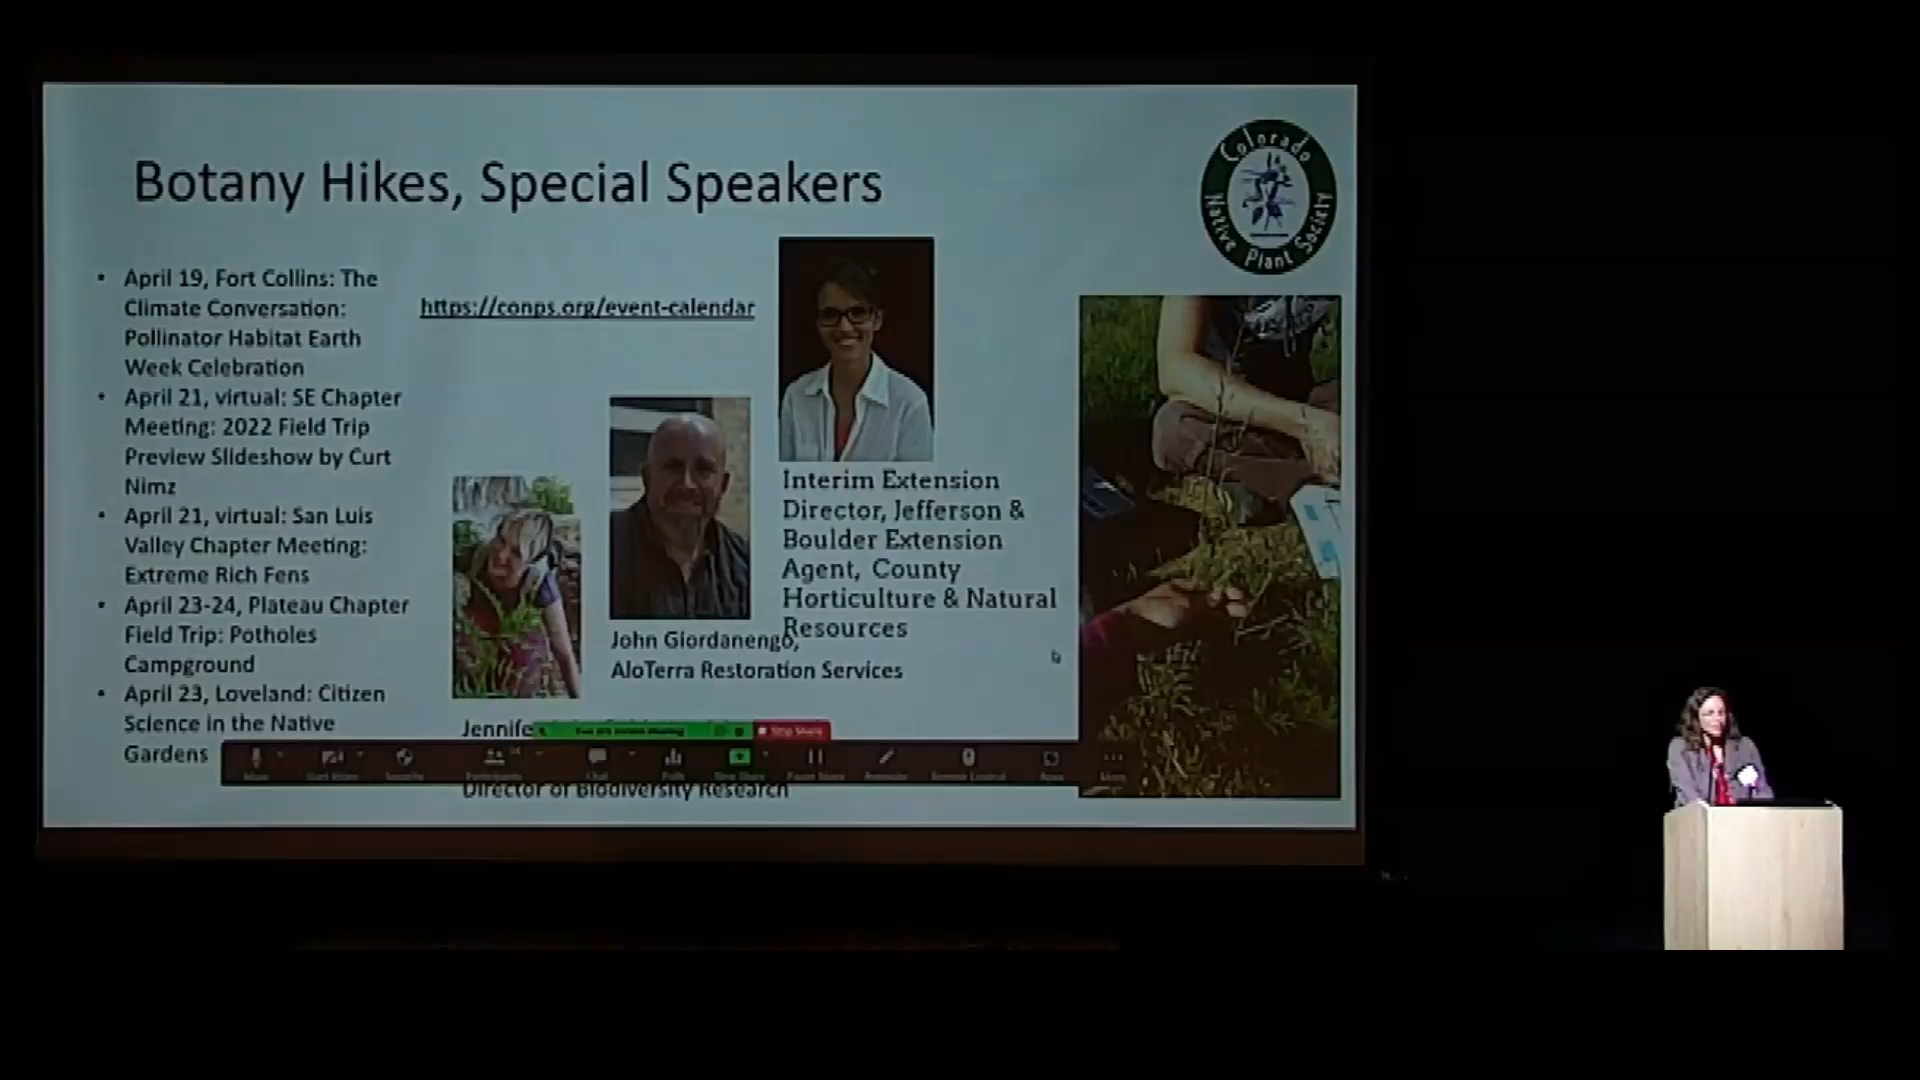 Botany Hikes, Special Speakers
Colorado
Native Plant Society
• April 19, Fort Collins: The
Climate Conversation:
Pollinator Habitat Earth
Week Celebration
• April 21, virtual: SE Chapter
Meeting: 2022 Field Trip
Preview Slideshow by Curt
Nimz
• April 21, virtual: San Luis
Valley Chapter Meeting:
Extreme Rich Fens
• April 23-24, Plateau Chapter
Field Trip: Potholes
Campground
• April 23, Loveland: Citizen
Science in the Native
Gardens
https://conps.org/event-calendar
Interim Extension
Director, Jefferson &
Boulder Extension
Agent, County
Horticulture & Natural
Resources
John Giordanengo,
AloTerra Restoration Services
Director of Biodiversity Research
Stop Share